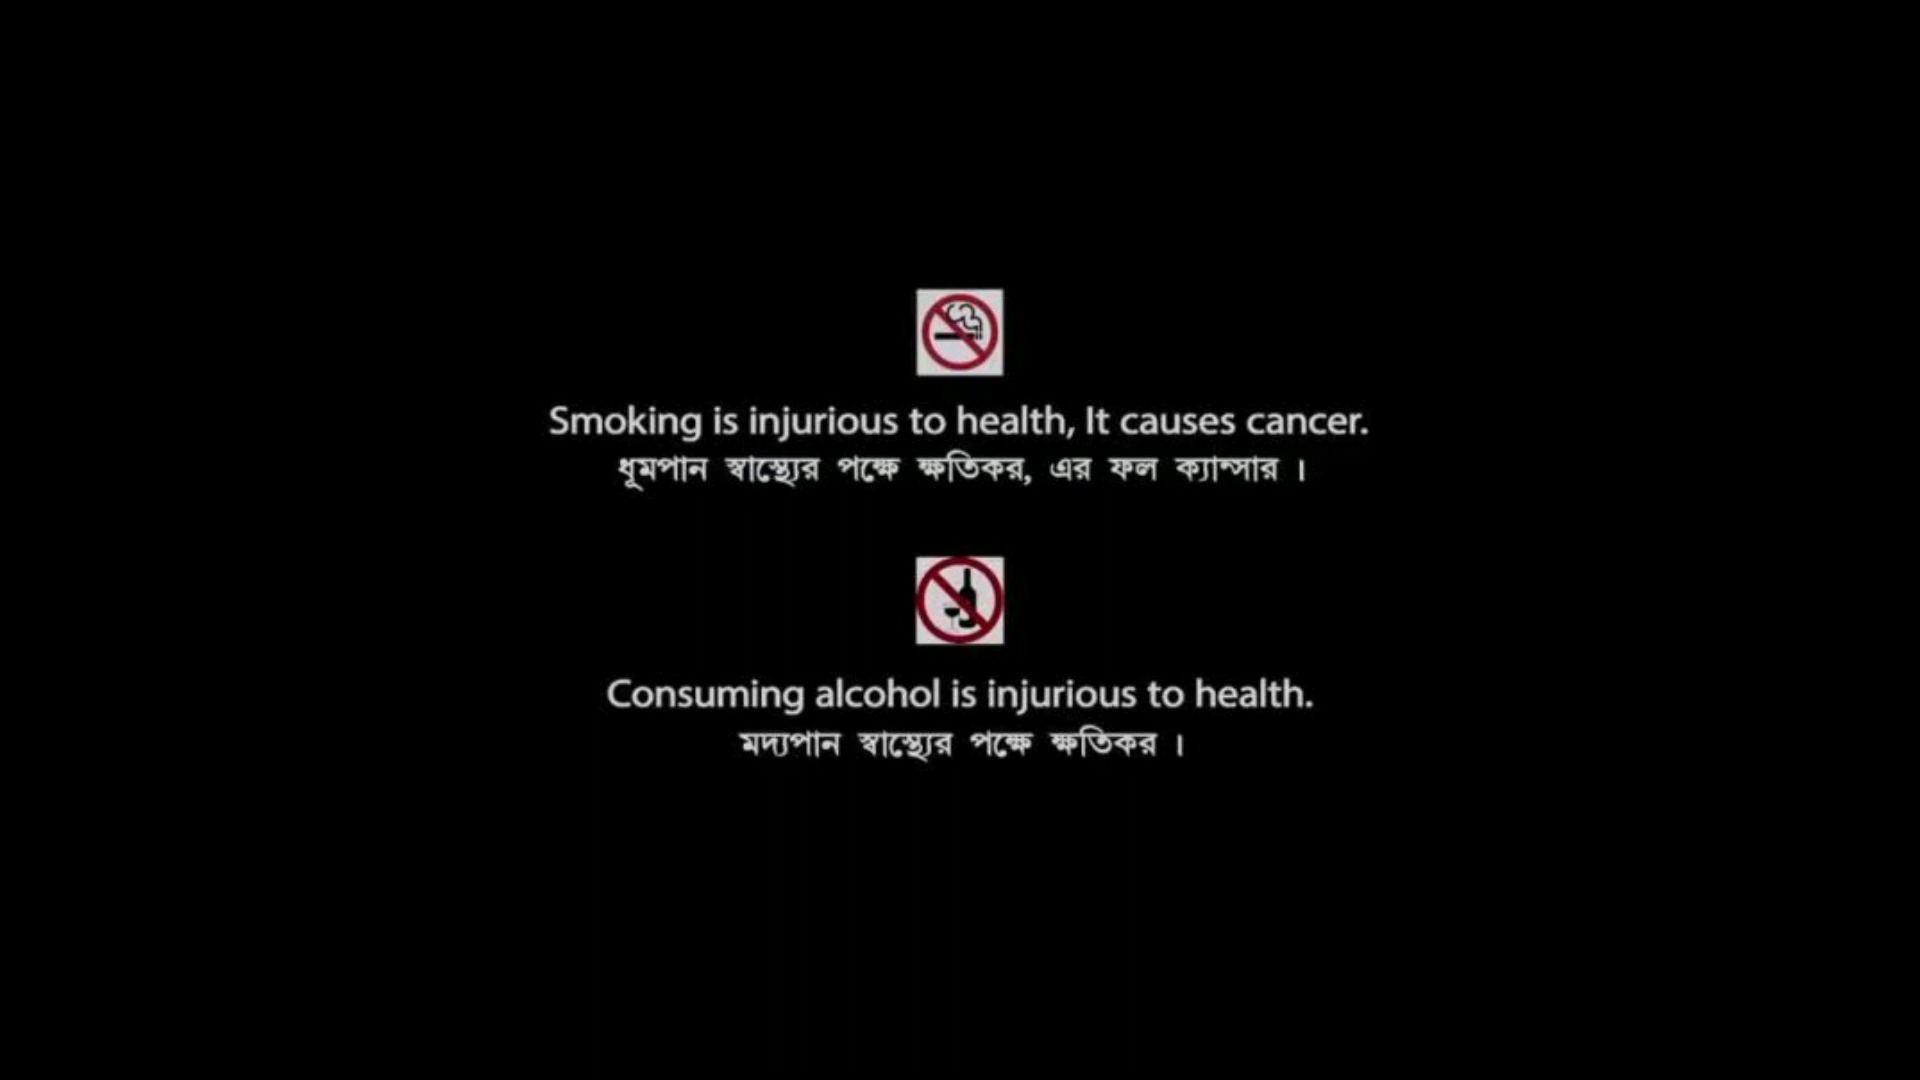 Smoking is injurious to health, It causes cancer.
ধূমপান স্বাস্থ্যের পক্ষে ক্ষতিকর, এর ফল ক্যান্সার ।
Consuming alcohol is injurious to health.
মদ্যপান স্বাস্থ্যের পক্ষে ক্ষতিকর ।